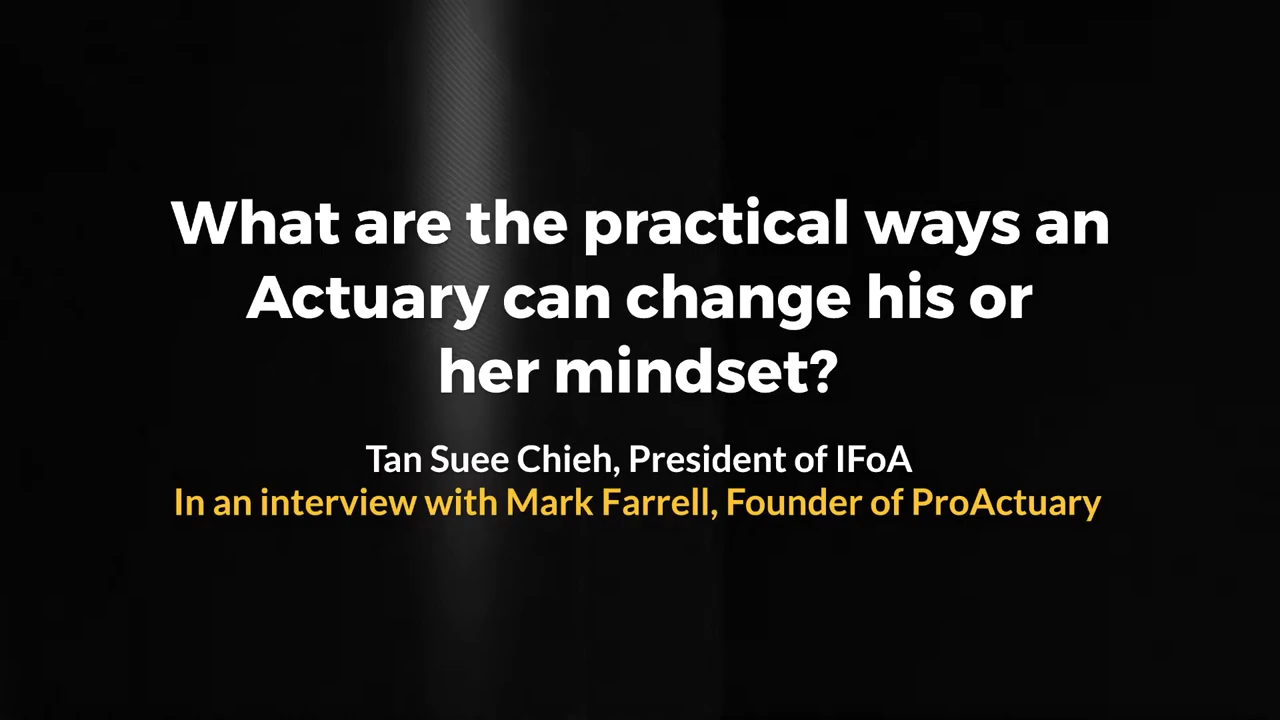 What are the practical ways an
Actuary can change his or
her mindset?
Tan Suee Chieh, President of IFoA
In an interview with Mark Farrell, Founder of ProActuary